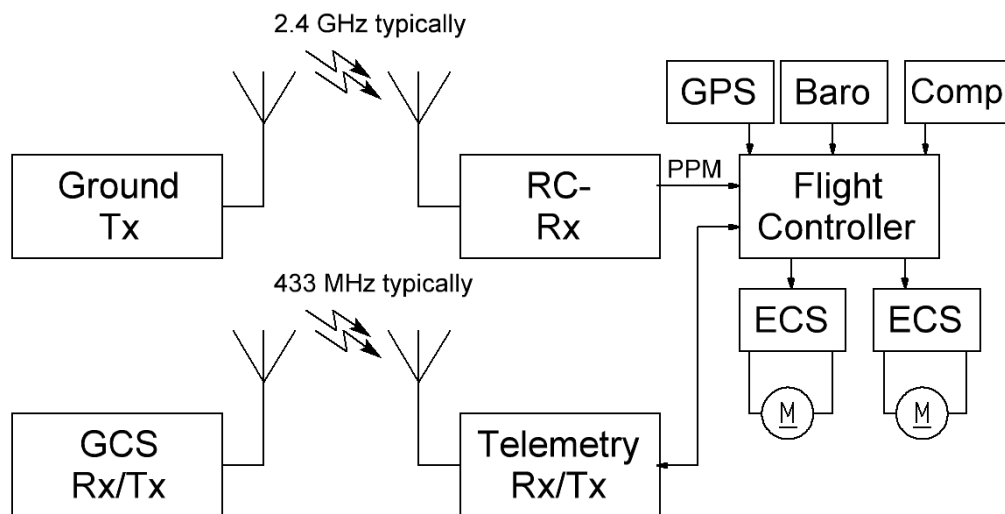 2.4 GHz typically
GPS
Baro
Comp
Ground
Tx
RC-
Rx
PPM
Flight
Controller
433 MHz typically
ECS
ECS
M
M
GCS
Rx/Tx
Telemetry
Rx/Tx